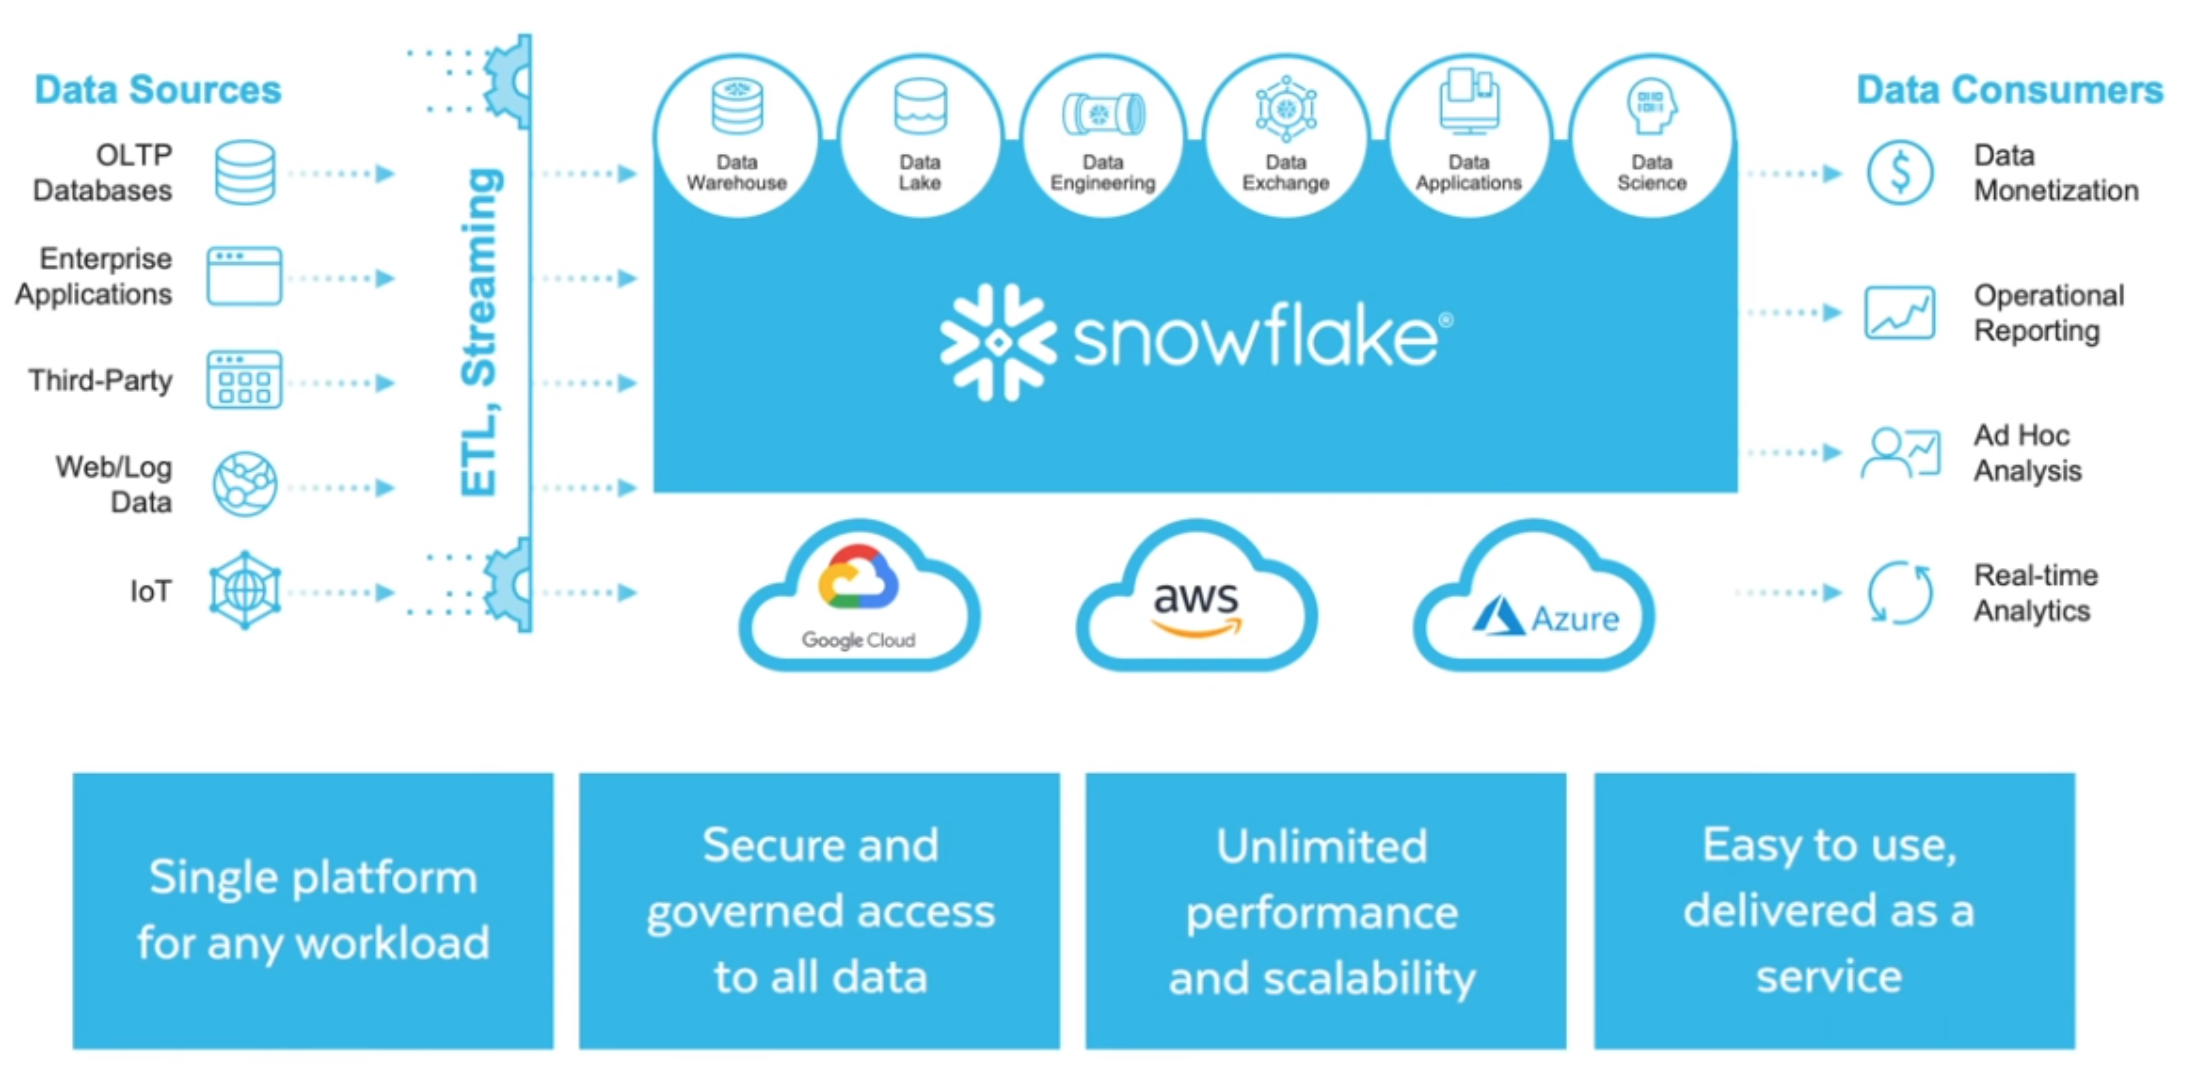 Data Sources
OLTP
Databases
Enterprise
Applications
Third-Party
Web/Log
Data
IoT
ETL, Streaming
Data
Warehouse
Data
Lake
Data
Engineering
Data
Exchange
Data
Applications
Data
Science
snowflake®
Google Cloud
aws
Azure
Data Consumers
Data
Monetization
Operational
Reporting
Ad Hoc
Analysis
Real-time
Analytics
Single platform
for any workload
Secure and
governed access
to all data
Unlimited
performance
and scalability
Easy to use,
delivered as a
service